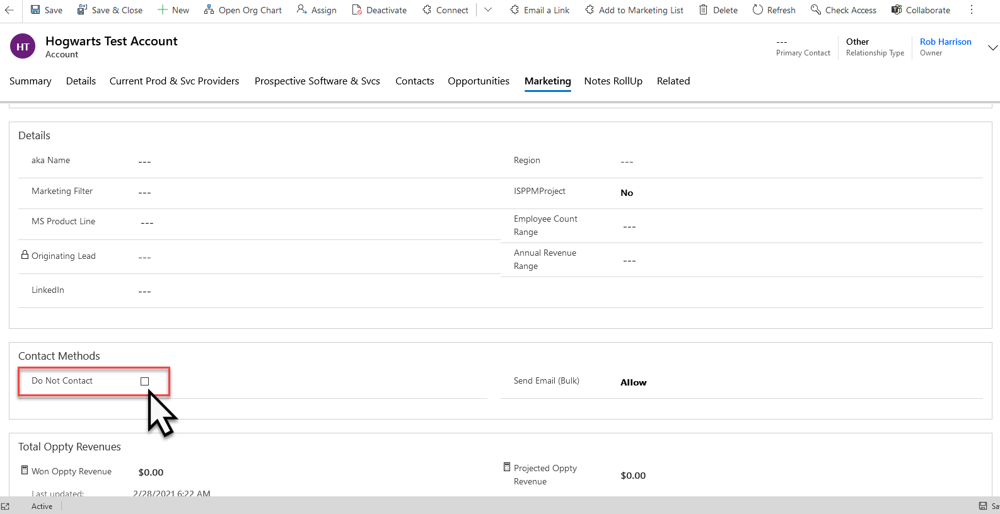 Save Save & Close New Open Org Chart Assign Deactivate Connect Email a Link Add to Marketing List Delete Refresh Check Access Collaborate
HT
Hogwarts Test Account
Account
---
Primary Contact
Other
Relationship Type
Rob Harrison
Owner
Summary Details Current Prod & Svc Providers Prospective Software & Svcs Contacts Opportunities Marketing Notes RollUp Related
Details
aka Name ---
Region ---
Marketing Filter ---
ISPPMProject No
MS Product Line ---
Employee Count
Range ---
Originating Lead ---
Annual Revenue
Range ---
LinkedIn ---
Contact Methods
Do Not Contact
Send Email (Bulk) Allow
Total Oppty Revenues
Won Oppty Revenue $0.00
Projected Oppty
Revenue $0.00
Last updated: 2/28/2021 6:22 AM
Active
Sa